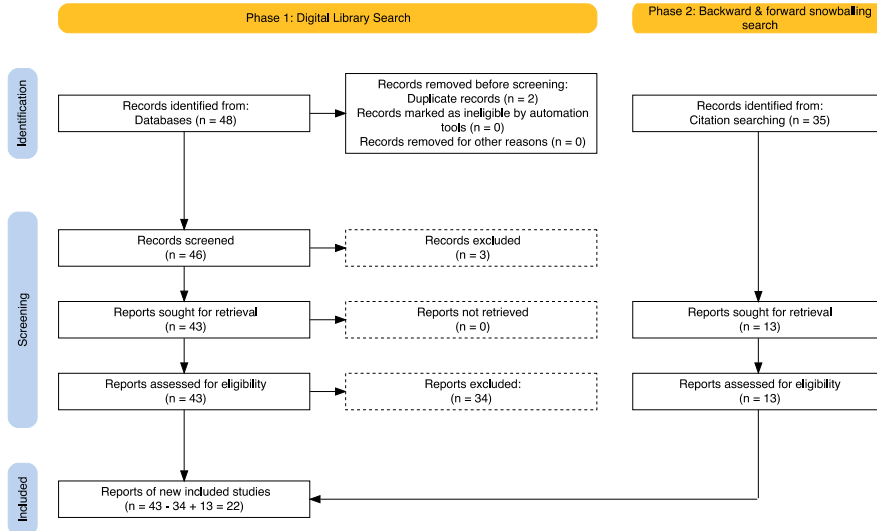 Phase 1: Digital Library Search
Phase 2: Backward & forward snowballing
search
Identification
Records identified from:
Databases (n = 48)
Records removed before screening:
Duplicate records (n = 2)
Records marked as ineligible by automation
tools (n = 0)
Records removed for other reasons (n = 0)
Records identified from:
Citation searching (n = 35)
Screening
Records screened
(n = 46)
Records excluded
(n = 3)
Reports sought for retrieval
(n = 43)
Reports not retrieved
(n = 0)
Reports sought for retrieval
(n = 13)
Reports assessed for eligibility
(n = 43)
Reports excluded:
(n = 34)
Reports assessed for eligibility
(n = 13)
Included
Reports of new included studies
(n = 43 - 34 + 13 = 22)